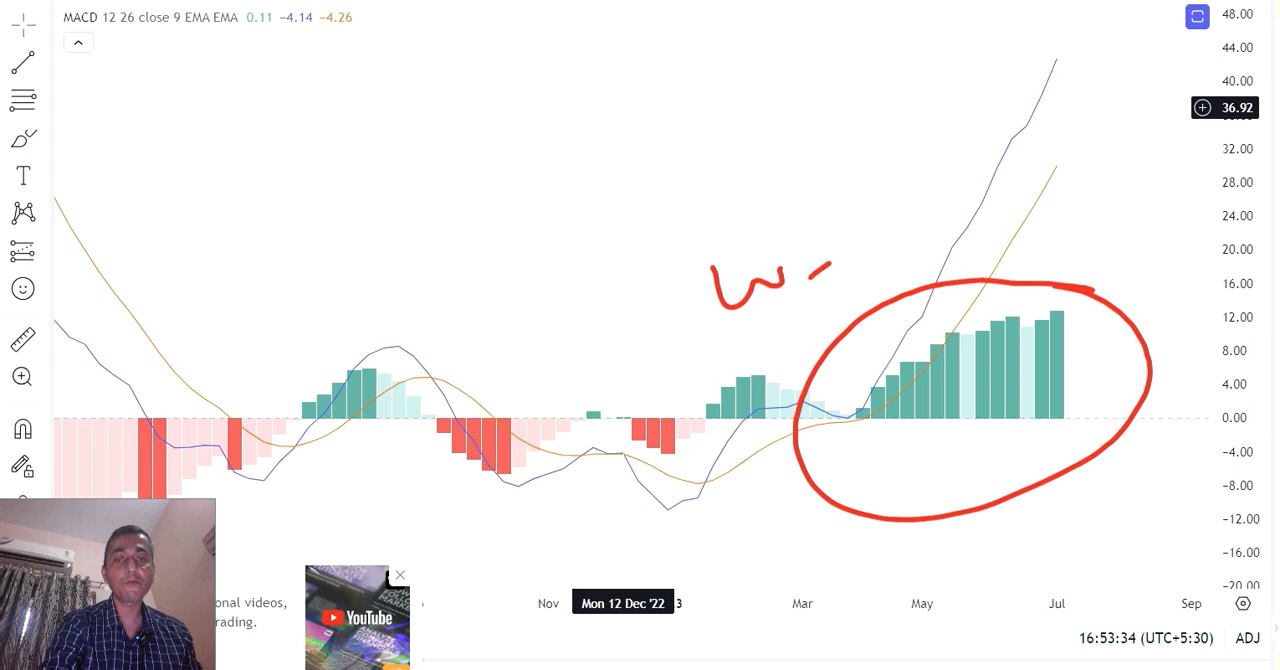 MACD 12 26 close 9 EMA EMA 0.11 −4.14 −4.26
48.00
44.00
40.00
36.92
32.00
28.00
24.00
20.00
16.00
12.00
8.00
4.00
0.00
−4.00
−8.00
−12.00
−16.00
−20.00
T
onal videos,
rading.
YouTube
Nov
Mon 12 Dec '22
3
Mar
May
Jul
Sep
16:53:34 (UTC+5:30)
ADJ